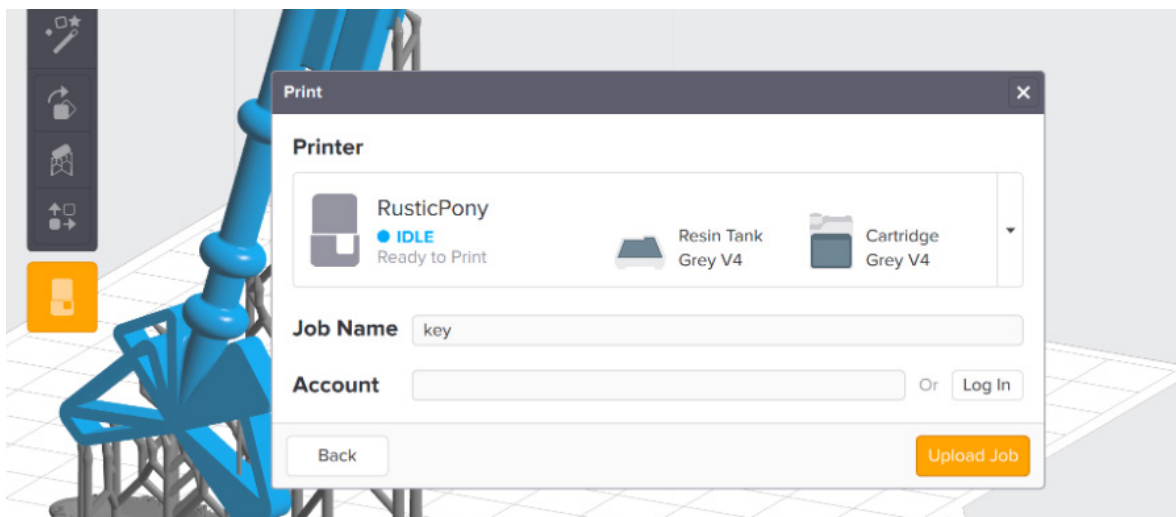 Print
Printer
RusticPony
IDLE
Ready to Print
Resin Tank
Grey V4
Cartridge
Grey V4
Job Name key
Account Or Log In
Back Upload Job